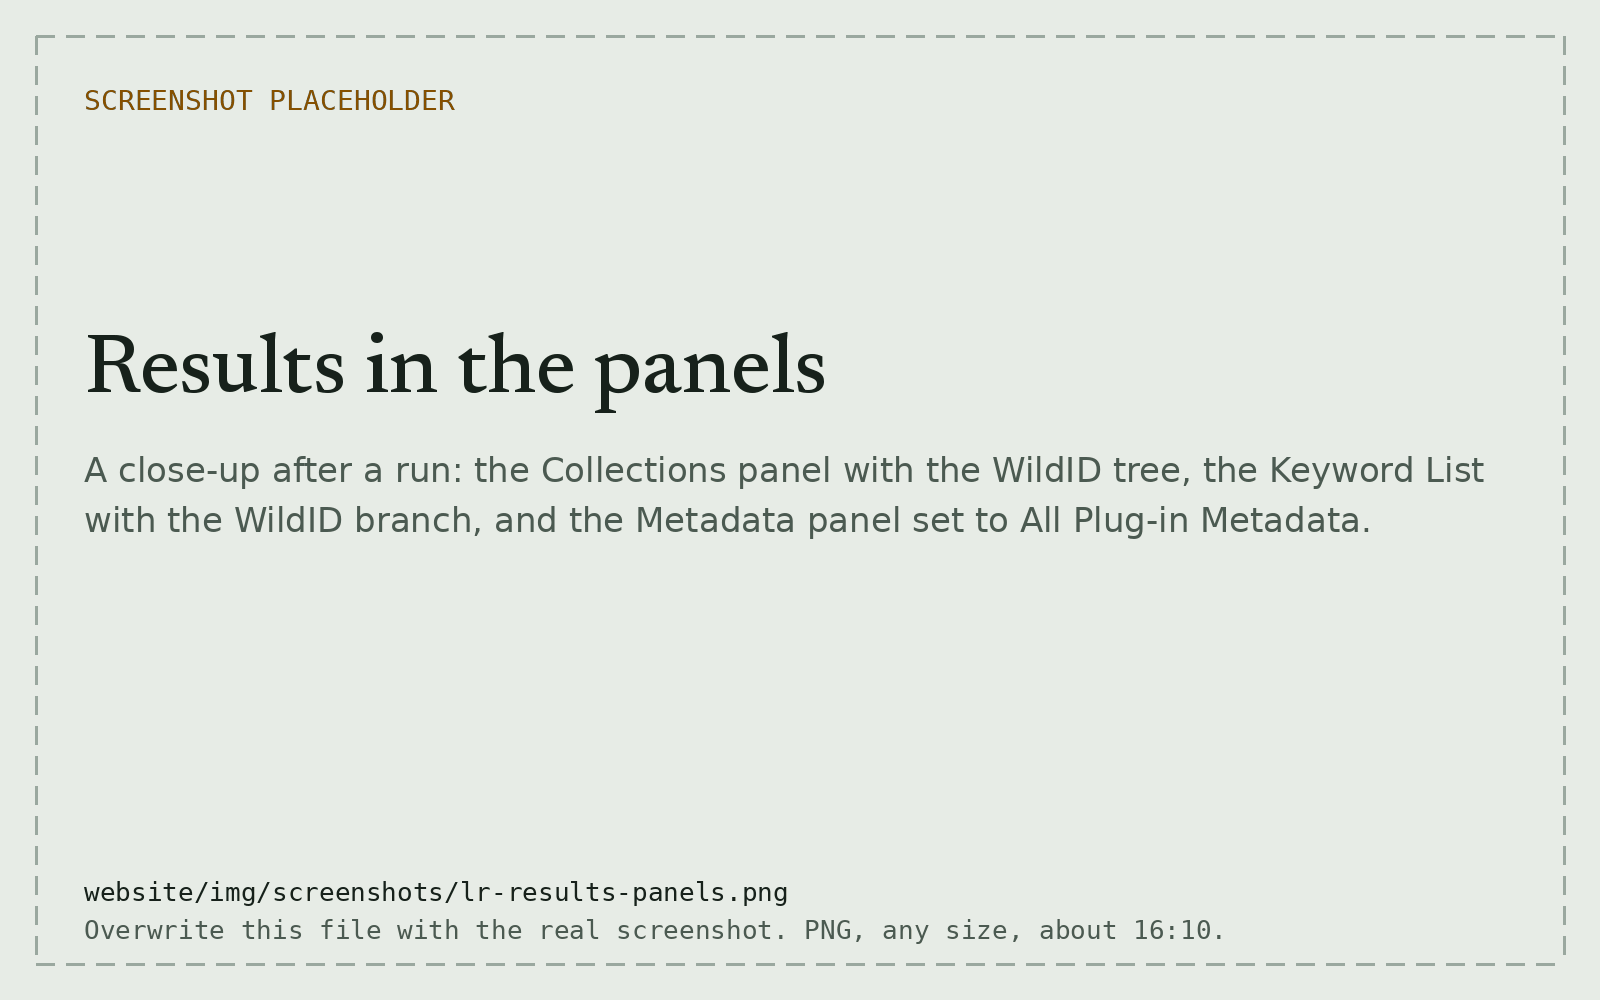 SCREENSHOT PLACEHOLDER
Results in the panels
A close-up after a run: the Collections panel with the WildID tree, the Keyword List
with the WildID branch, and the Metadata panel set to All Plug-in Metadata.
website/img/screenshots/lr-results-panels.png
Overwrite this file with the real screenshot. PNG, any size, about 16:10.